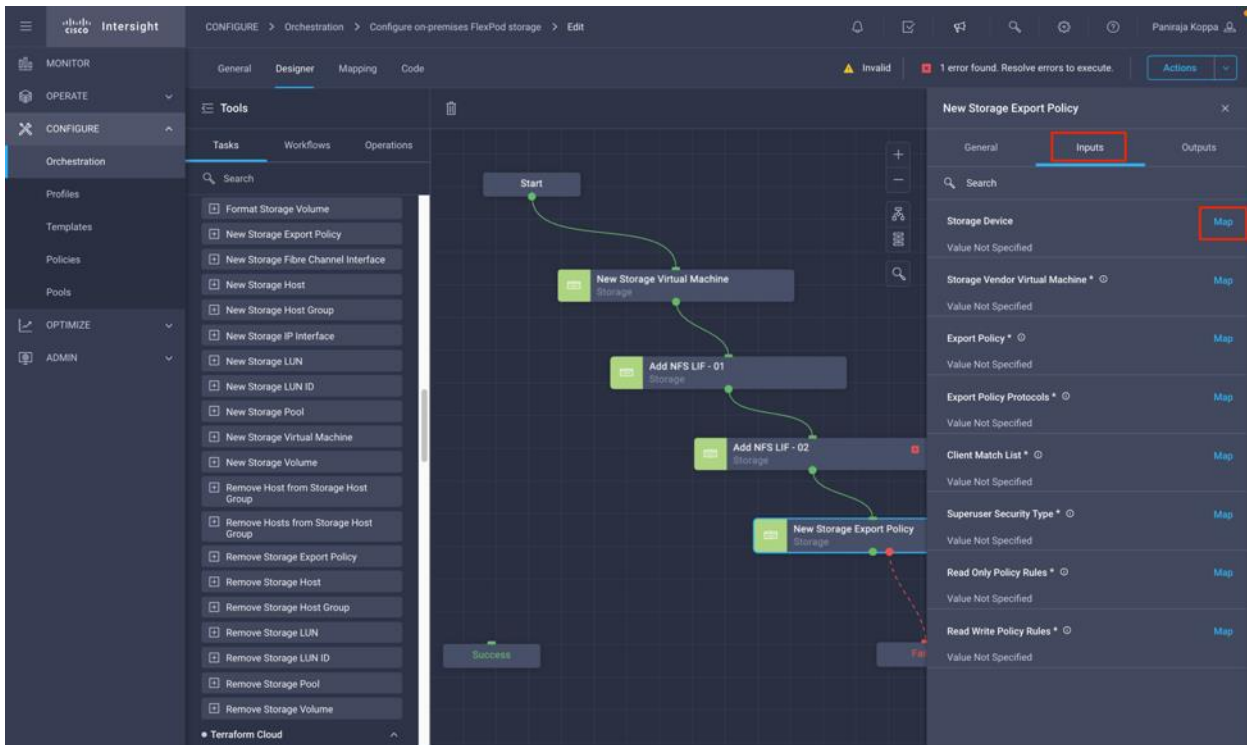 cisco Intersight
CONFIGURE > Orchestration > Configure on-premises FlexPod storage > Edit
Paniraja Koppa
MONITOR
OPERATE
CONFIGURE
Orchestration
Profiles
Templates
Policies
Pools
OPTIMIZE
ADMIN
General Designer Mapping Code
Invalid
1 error found. Resolve errors to execute.
Actions
Tools
Tasks Workflows Operations
Search
Format Storage Volume
New Storage Export Policy
New Storage Fibre Channel Interface
New Storage Host
New Storage Host Group
New Storage IP Interface
New Storage LUN
New Storage LUN ID
New Storage Pool
New Storage Virtual Machine
New Storage Volume
Remove Host from Storage Host
Group
Remove Hosts from Storage Host
Group
Remove Storage Export Policy
Remove Storage Host
Remove Storage Host Group
Remove Storage LUN
Remove Storage LUN ID
Remove Storage Pool
Remove Storage Volume
Terraform Cloud
Start
New Storage Virtual Machine
Storage
Add NFS LIF - 01
Storage
Add NFS LIF - 02
Storage
New Storage Export Policy
Storage
Success
Fai
New Storage Export Policy
General Inputs Outputs
Search
Storage Device Map
Value Not Specified
Storage Vendor Virtual Machine * Map
Value Not Specified
Export Policy * Map
Value Not Specified
Export Policy Protocols * Map
Value Not Specified
Client Match List * Map
Value Not Specified
Superuser Security Type * Map
Value Not Specified
Read Only Policy Rules * Map
Value Not Specified
Read Write Policy Rules * Map
Value Not Specified